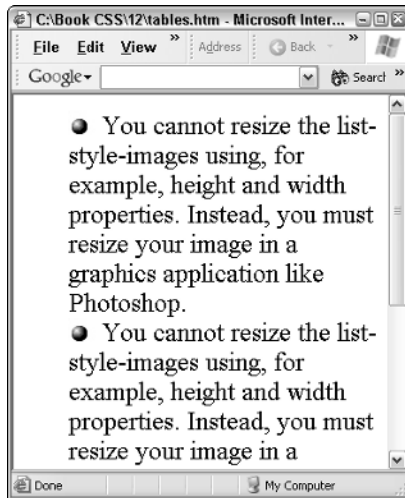 C:\Book CSS\12\tables.htm - Microsoft Inter...
File Edit View » Address Back »
Google Search »
You cannot resize the list-
style-images using, for
example, height and width
properties. Instead, you must
resize your image in a
graphics application like
Photoshop.
You cannot resize the list-
style-images using, for
example, height and width
properties. Instead, you must
resize your image in a
Done My Computer